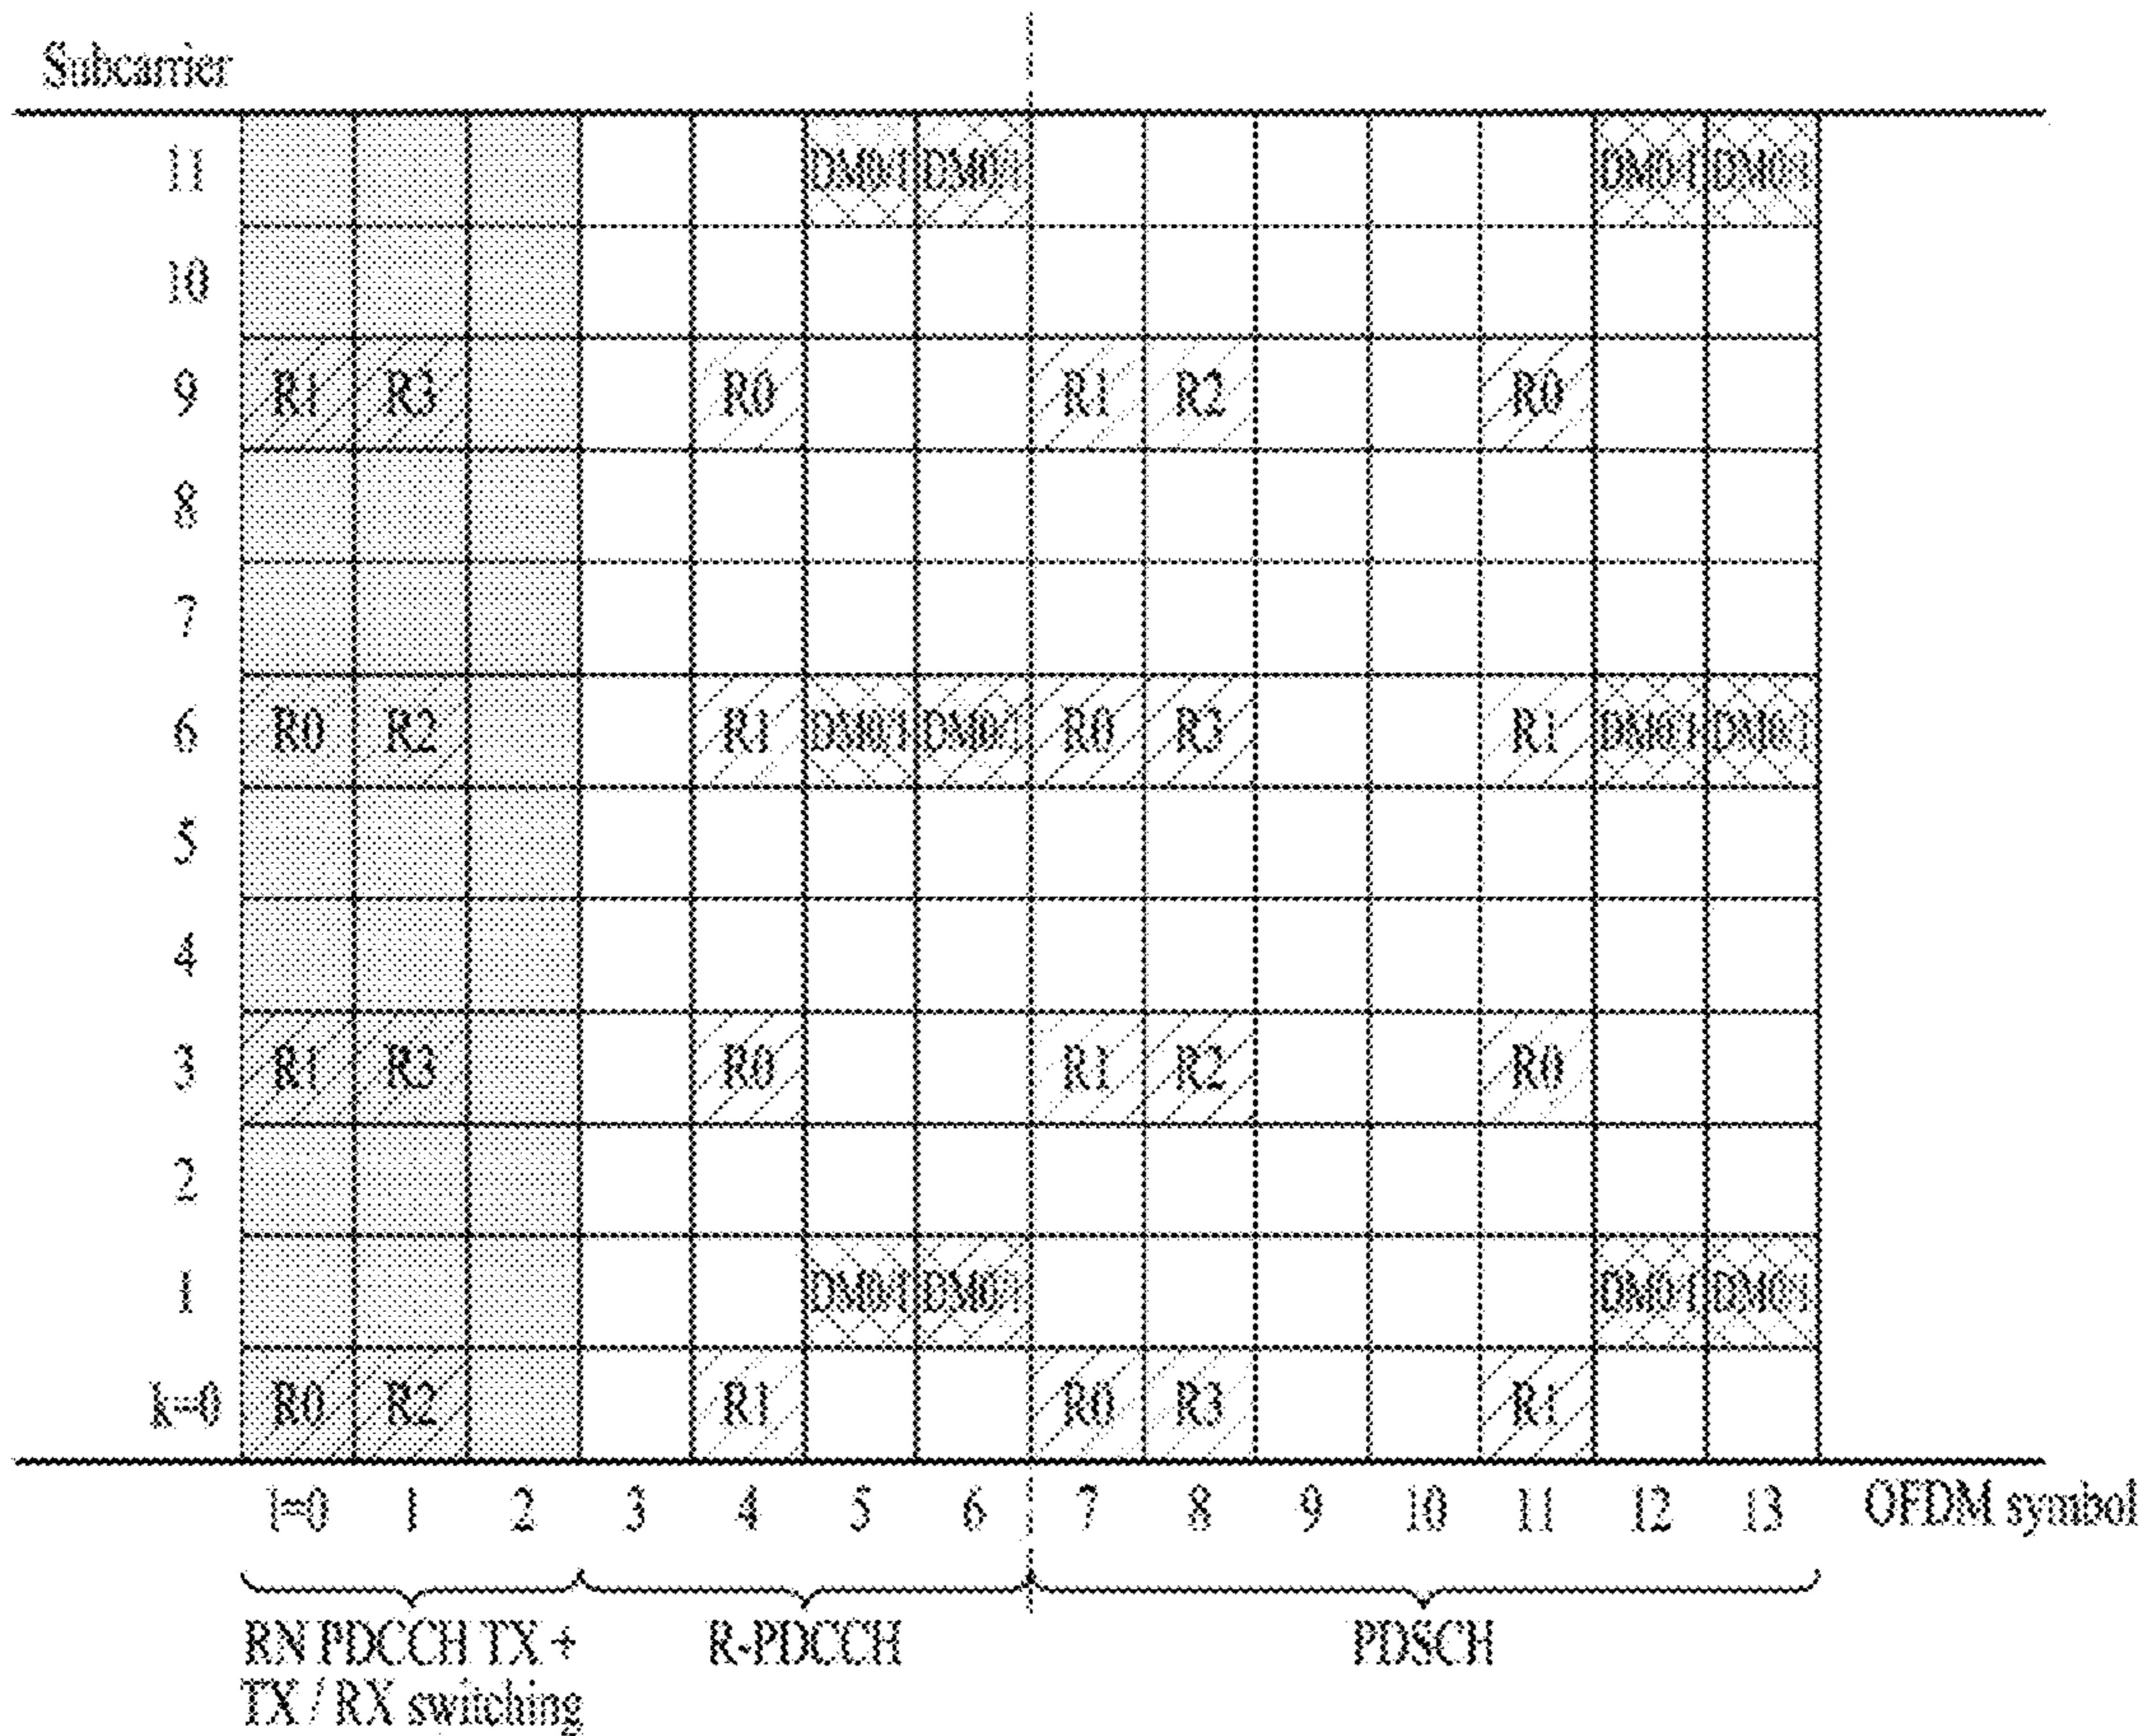 Subcarrier
11 DM0/1 DM0/1 DM0/1 DM0/1
10
9 R1 R3 R0 R1 R2 R0
8
7
6 R0 R2 R1 DM0/1 DM0/1 R0 R3 R1 DM0/1 DM0/1
5
4
3 R1 R3 R0 R1 R2 R0
2
1 DM0/1 DM0/1 DM0/1 DM0/1
k=0 R0 R2 R1 R0 R3 R1
l=0 1 2 3 4 5 6 7 8 9 10 11 12 13 OFDM symbol
RN PDCCH TX + R-PDCCH PDSCH
TX / RX switching